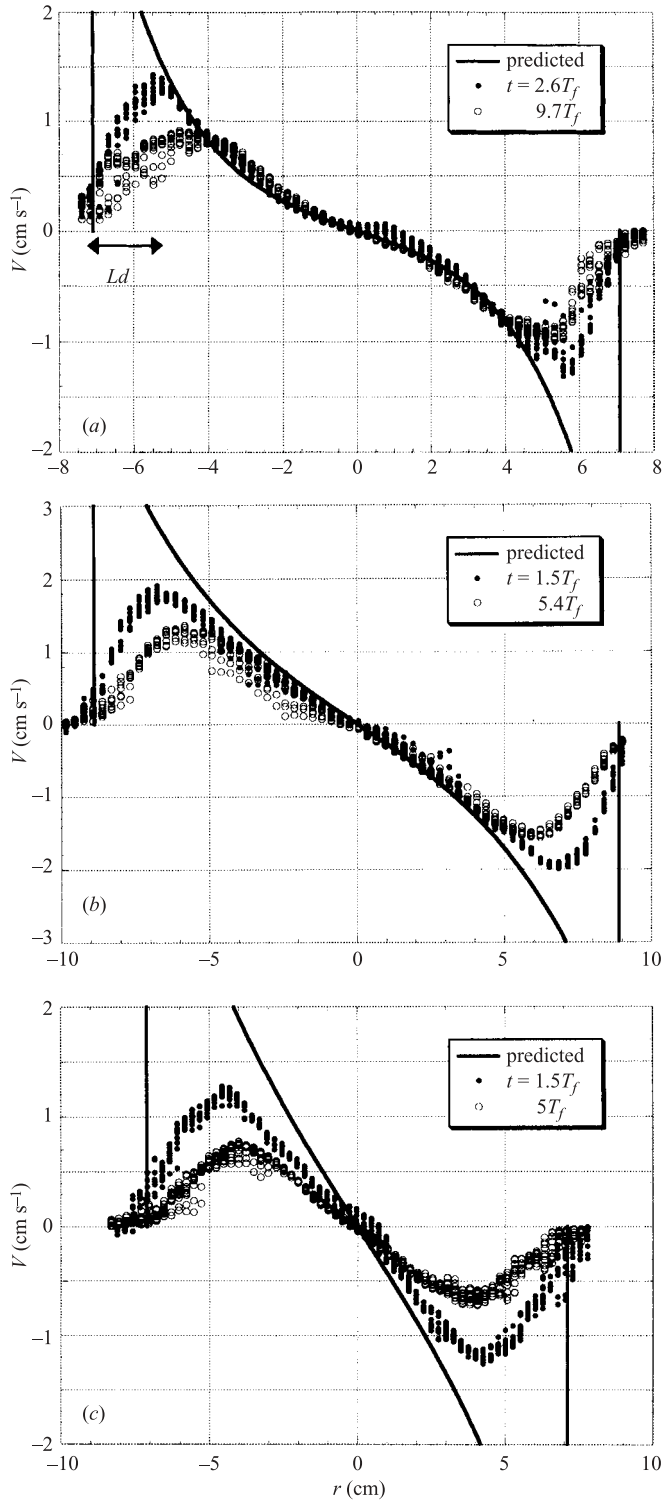 2
1
0
−1
−2
V (cm s⁻¹)
predicted
t = 2.6T_f
9.7T_f
Ld
(a)
−8 −6 −4 −2 0 2 4 6 8
3
2
1
0
−1
−2
−3
V (cm s⁻¹)
predicted
t = 1.5T_f
5.4T_f
(b)
−10 −5 0 5 10
2
1
0
−1
−2
V (cm s⁻¹)
predicted
t = 1.5T_f
5T_f
(c)
−10 −5 0 5 10
r (cm)